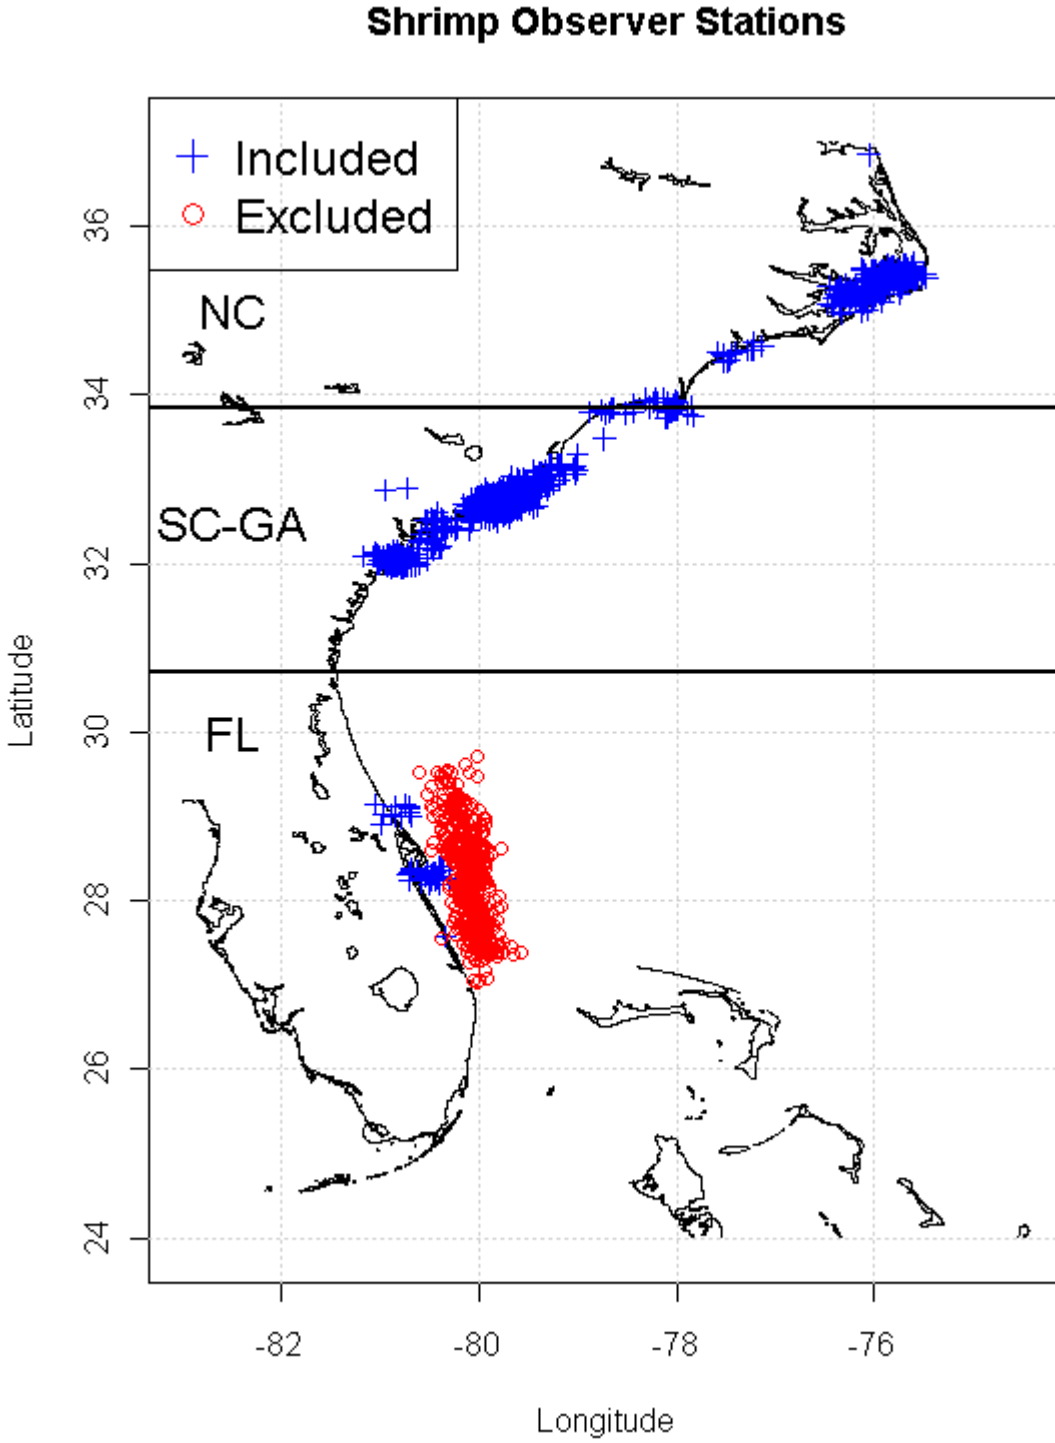 Shrimp Observer Stations
Included
Excluded
NC
SC-GA
FL
Latitude
36
34
32
30
28
26
24
-82
-80
-78
-76
Longitude